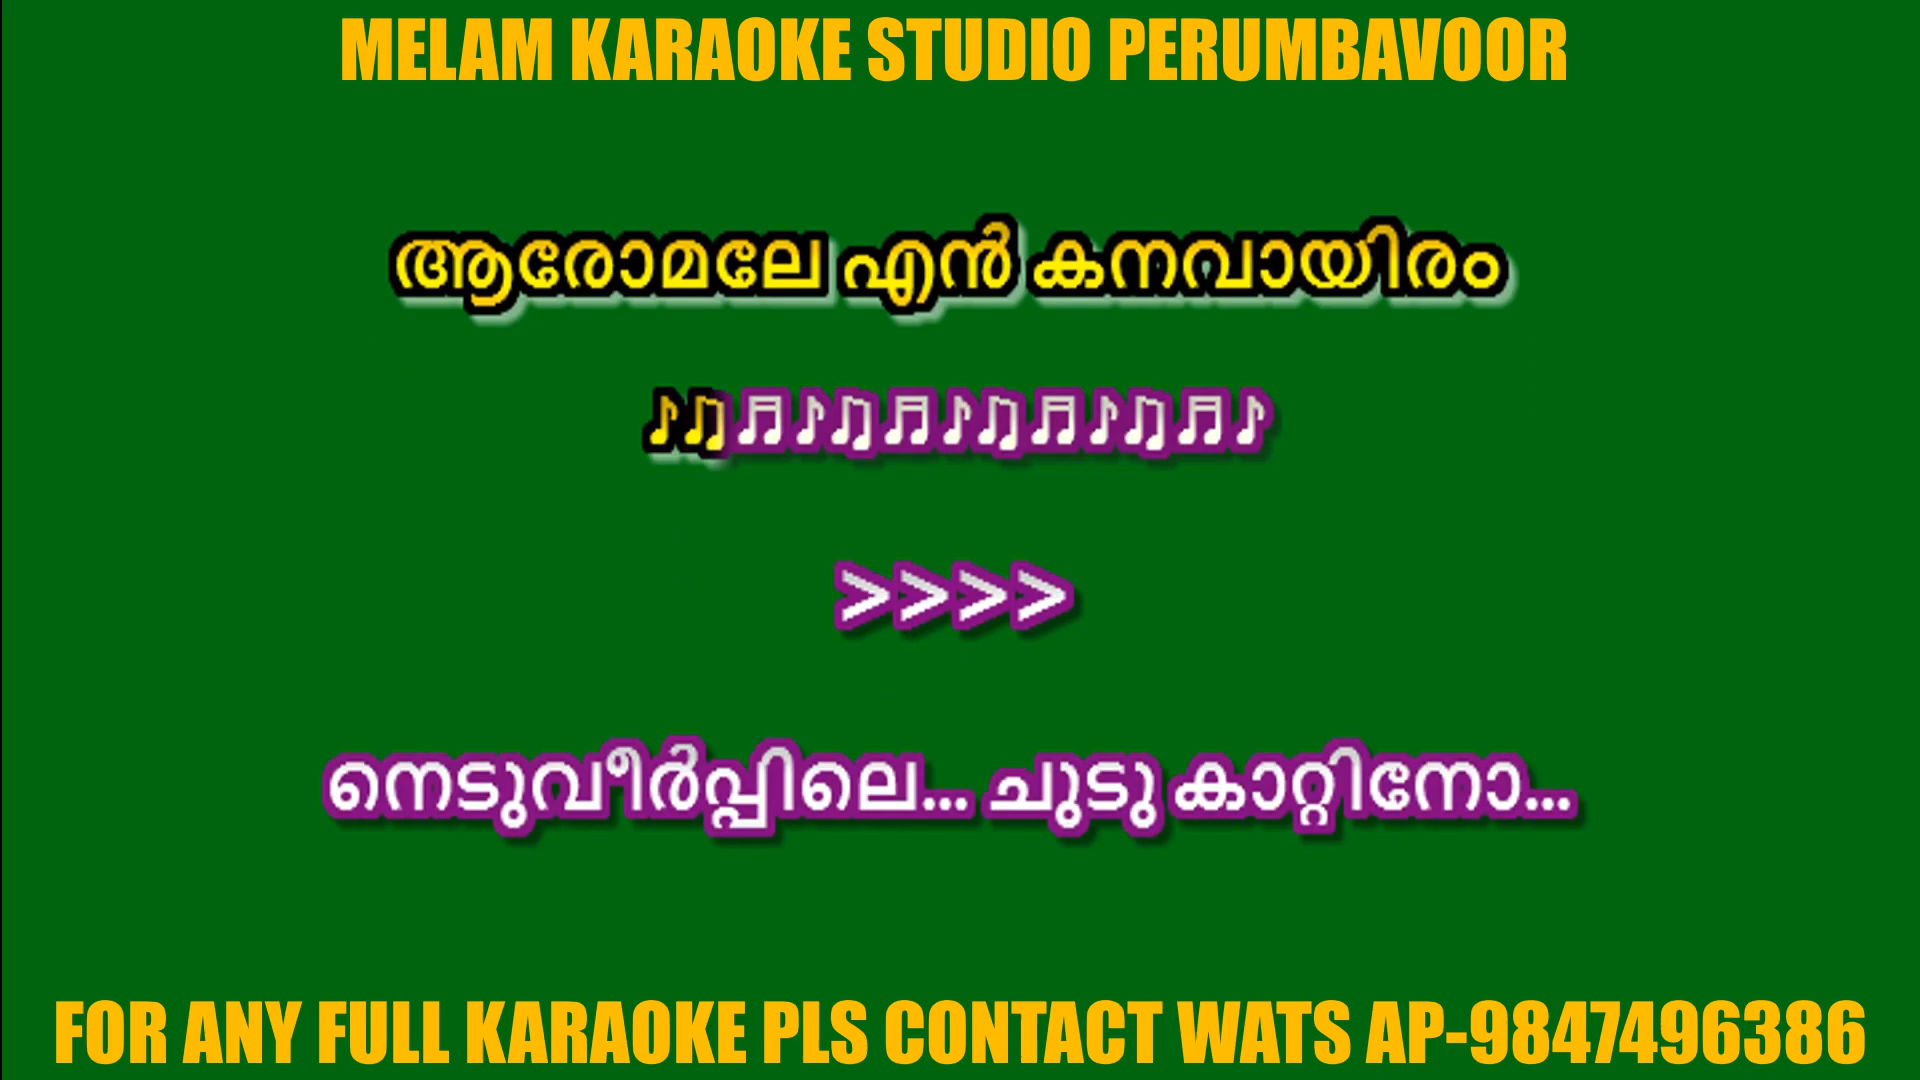 MELAM KARAOKE STUDIO PERUMBAVOOR
ആരോമലേ എൻ കനവായിരം
♪♫♬♪♫♬♪♫♬♪♫♬♪
>>>>
നെടുവീർപ്പിലെ... ചുടു കാറ്റിനോ...
FOR ANY FULL KARAOKE PLS CONTACT WATS AP-9847496386